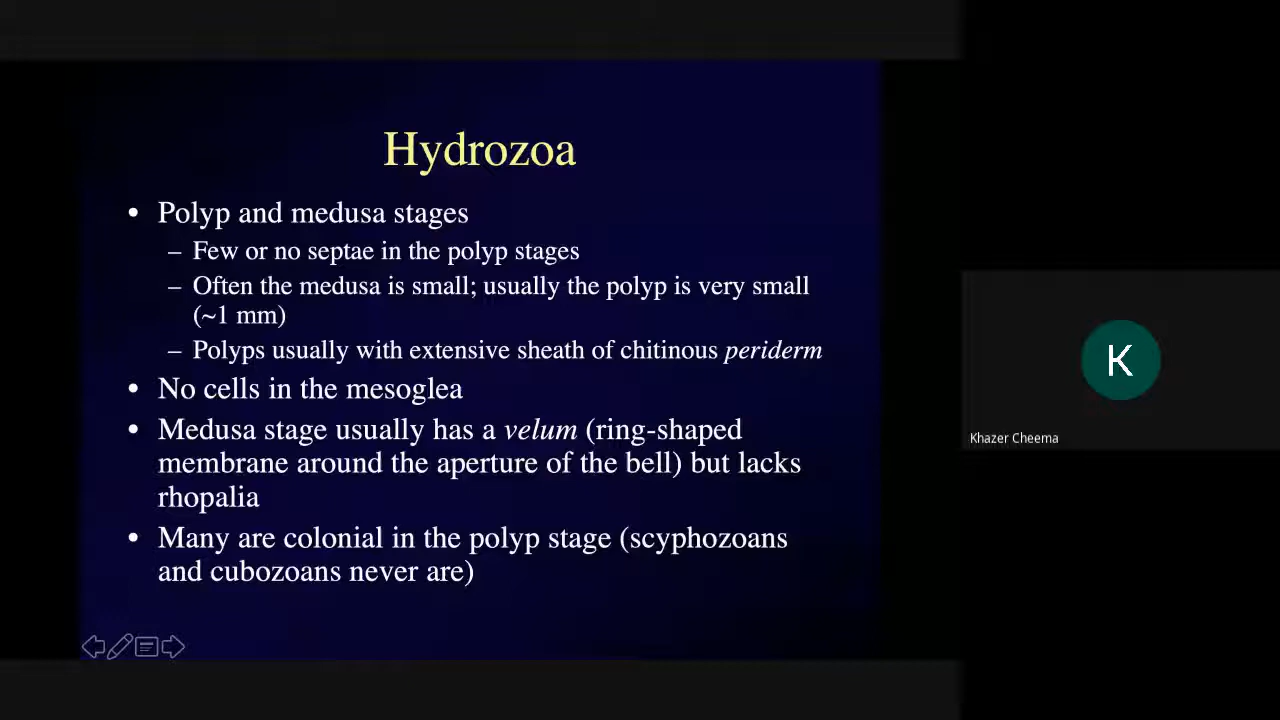 Hydrozoa
• Polyp and medusa stages
– Few or no septae in the polyp stages
– Often the medusa is small; usually the polyp is very small
(~1 mm)
– Polyps usually with extensive sheath of chitinous periderm
• No cells in the mesoglea
• Medusa stage usually has a velum (ring-shaped
membrane around the aperture of the bell) but lacks
rhopalia
• Many are colonial in the polyp stage (scyphozoans
and cubozoans never are)
K
Khazer Cheema